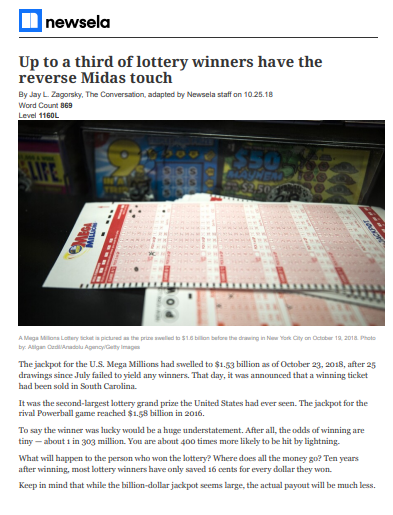 newsela
Up to a third of lottery winners have the
reverse Midas touch
By Jay L. Zagorsky, The Conversation, adapted by Newsela staff on 10.25.18
Word Count 869
Level 1160L
LIFE
9
$50
MEGA
MILLIONS
POW
A Mega Millions Lottery ticket is pictured as the prize swelled to $1.6 billion before the drawing in New York City on October 19, 2018. Photo
by: Atilgan Ozdil/Anadolu Agency/Getty Images
The jackpot for the U.S. Mega Millions had swelled to $1.53 billion as of October 23, 2018, after 25
drawings since July failed to yield any winners. That day, it was announced that a winning ticket
had been sold in South Carolina.
It was the second-largest lottery grand prize the United States had ever seen. The jackpot for the
rival Powerball game reached $1.58 billion in 2016.
To say the winner was lucky would be a huge understatement. After all, the odds of winning are
tiny — about 1 in 303 million. You are about 400 times more likely to be hit by lightning.
What will happen to the person who won the lottery? Where does all the money go? Ten years
after winning, most lottery winners have only saved 16 cents for every dollar they won.
Keep in mind that while the billion-dollar jackpot seems large, the actual payout will be much less.